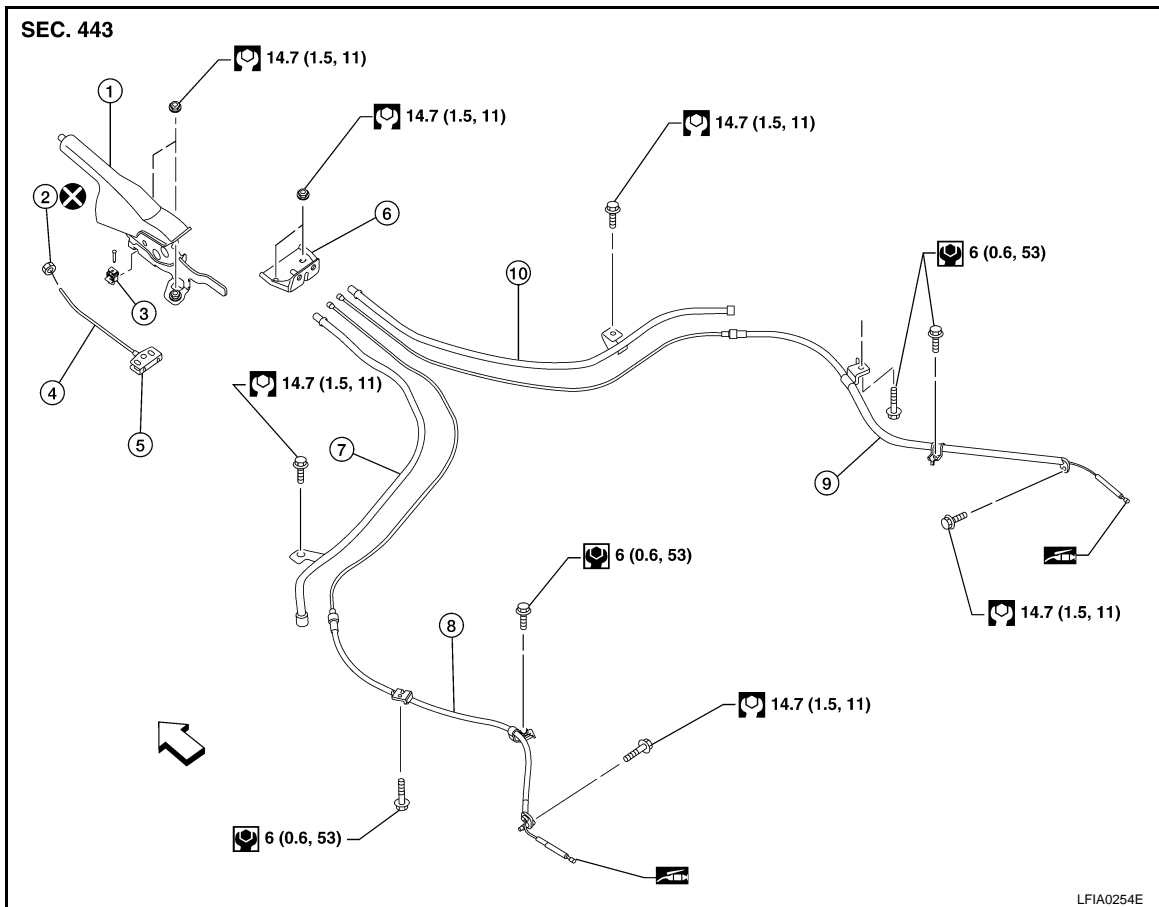 SEC. 443
14.7 (1.5, 11)
1
14.7 (1.5, 11)
14.7 (1.5, 11)
2
6
6 (0.6, 53)
10
3
4
14.7 (1.5, 11)
5
7
9
6 (0.6, 53)
14.7 (1.5, 11)
8
14.7 (1.5, 11)
6 (0.6, 53)
LFIA0254E